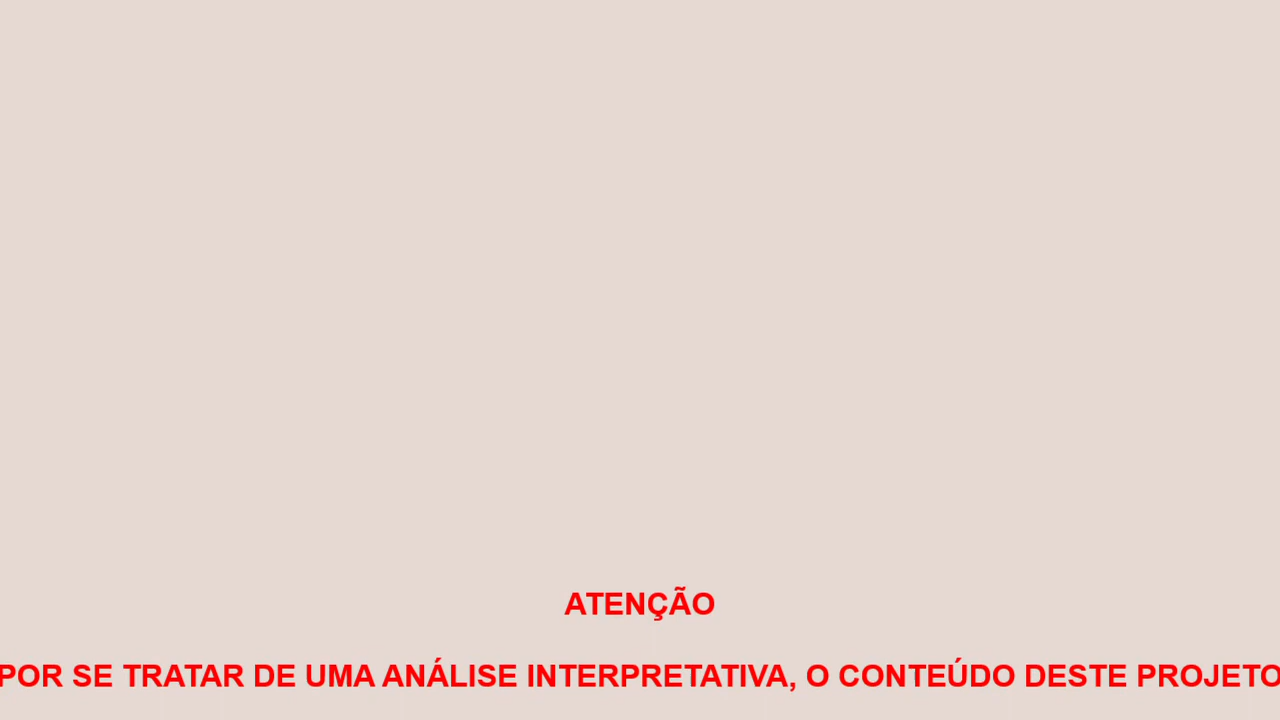 ATENÇÃO
POR SE TRATAR DE UMA ANÁLISE INTERPRETATIVA, O CONTEÚDO DESTE PROJETO